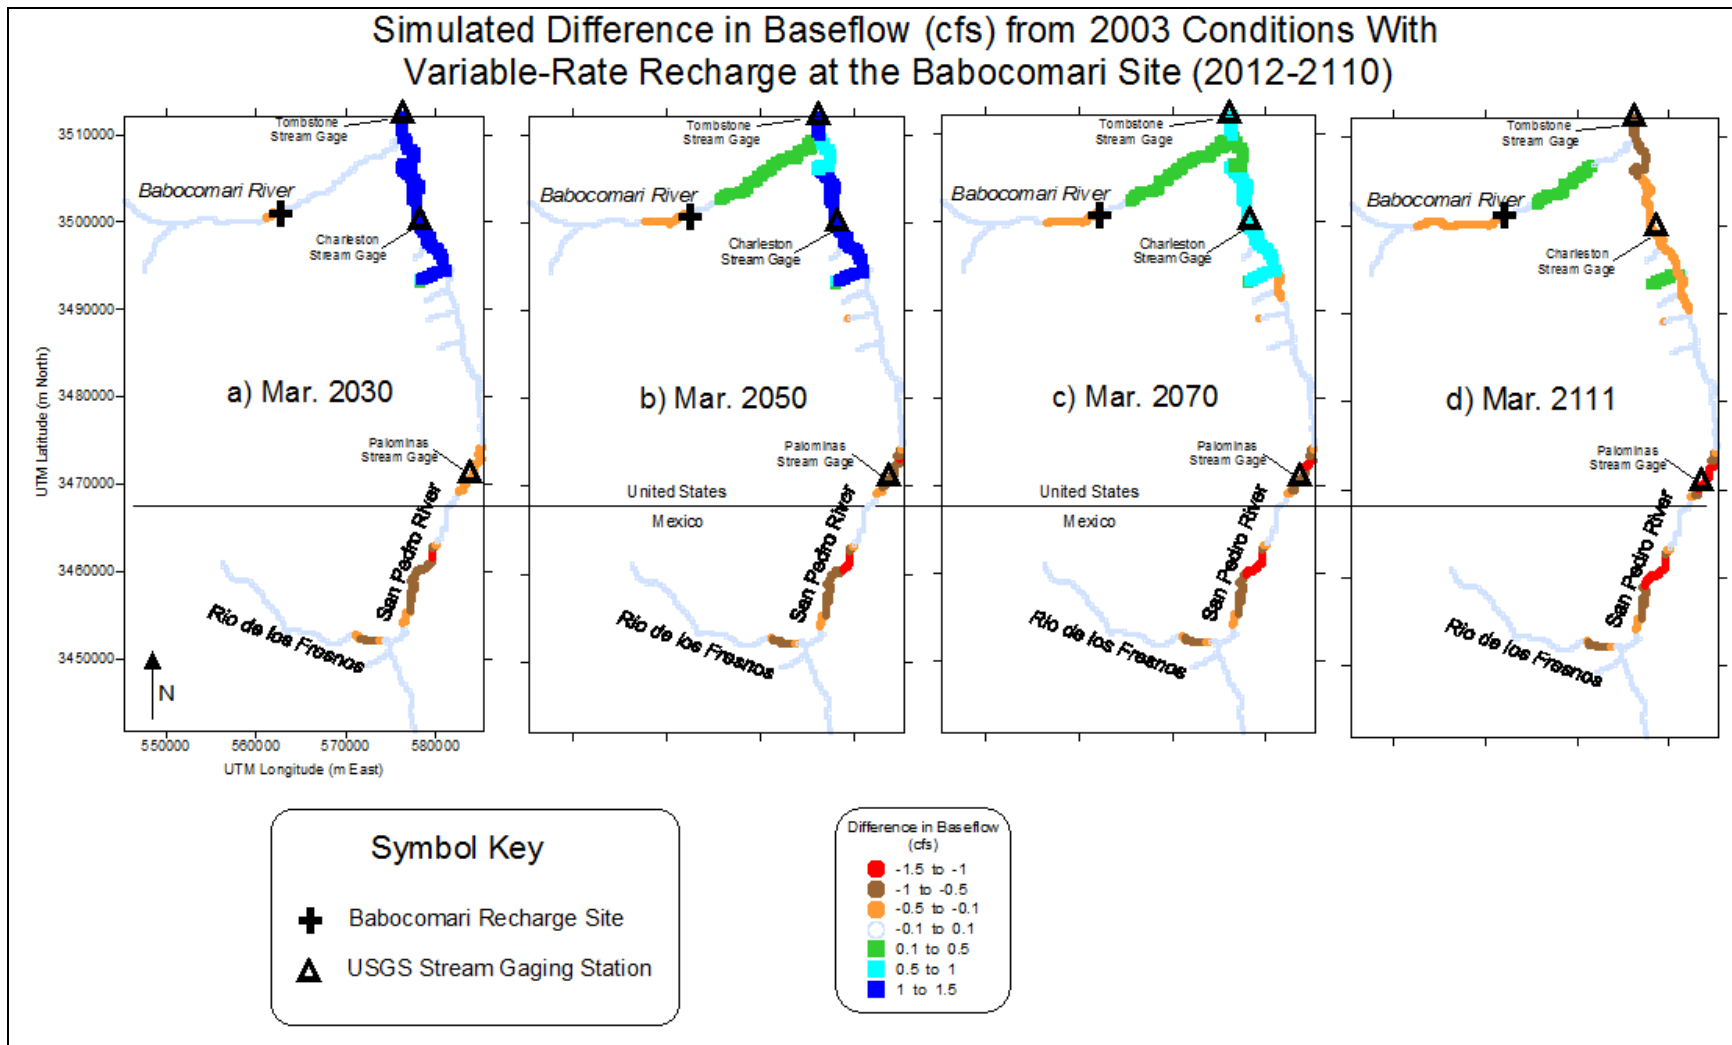 Simulated Difference in Baseflow (cfs) from 2003 Conditions With
Variable-Rate Recharge at the Babocomari Site (2012-2110)
UTM Latitude (m North)
3510000
3500000
3490000
3480000
3470000
3460000
3450000
Tombstone
Stream Gage
Babocomari River
Charleston
Stream Gage
a) Mar. 2030
Palominas
Stream Gage
San Pedro River
Rio de los Fresnos
N
550000
560000
570000
580000
UTM Longitude (m East)
Tombstone
Stream Gage
Babocomari River
Charleston
Stream Gage
b) Mar. 2050
Palominas
Stream Gage
United States
Mexico
San Pedro River
Rio de los Fresnos
Tombstone
Stream Gage
Babocomari River
Charleston
Stream Gage
c) Mar. 2070
Palominas
Stream Gage
United States
Mexico
San Pedro River
Rio de los Fresnos
Tombstone
Stream Gage
Babocomari River
Charleston
Stream Gage
d) Mar. 2111
Palominas
Stream Gage
San Pedro River
Rio de los Fresnos
Symbol Key
Babocomari Recharge Site
USGS Stream Gaging Station
Difference in Baseflow
(cfs)
-1.5 to -1
-1 to -0.5
-0.5 to -0.1
-0.1 to 0.1
0.1 to 0.5
0.5 to 1
1 to 1.5